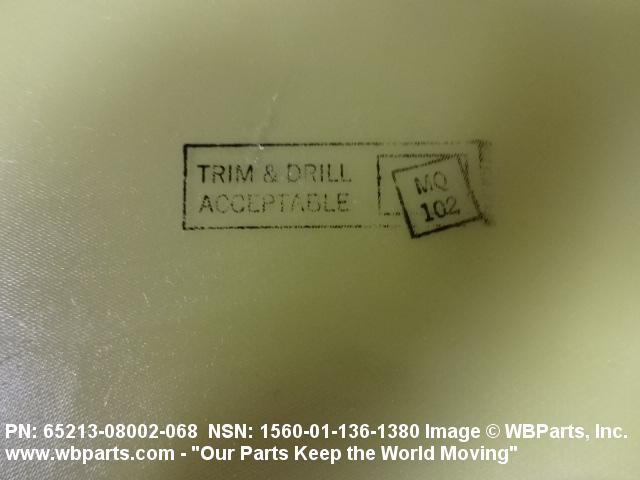 TRIM & DRILL
ACCEPTABLE
MQ
102
PN: 65213-08002-068 NSN: 1560-01-136-1380 Image © WBParts, Inc.
www.wbparts.com - "Our Parts Keep the World Moving"